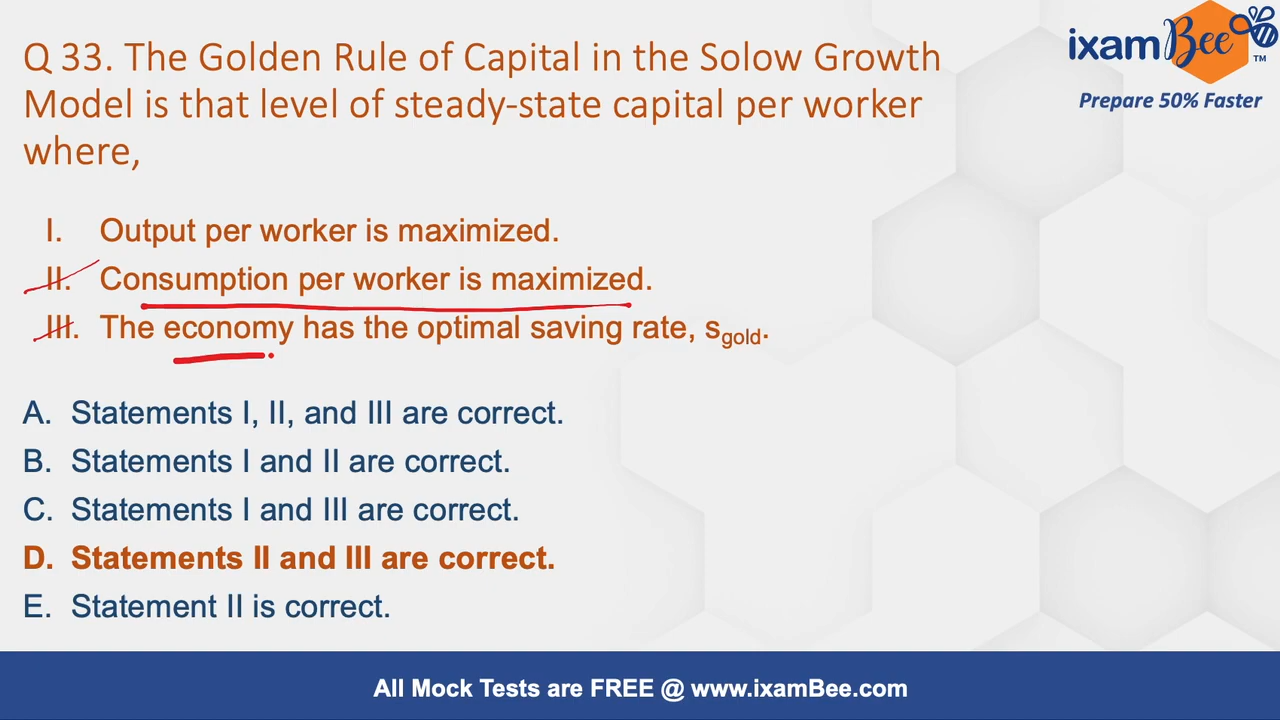 Q 33. The Golden Rule of Capital in the Solow Growth
Model is that level of steady-state capital per worker
where,
ixamBee TM
Prepare 50% Faster
I. Output per worker is maximized.
II. Consumption per worker is maximized.
III. The economy has the optimal saving rate, sgold.
A. Statements I, II, and III are correct.
B. Statements I and II are correct.
C. Statements I and III are correct.
D. Statements II and III are correct.
E. Statement II is correct.
All Mock Tests are FREE @ www.ixamBee.com